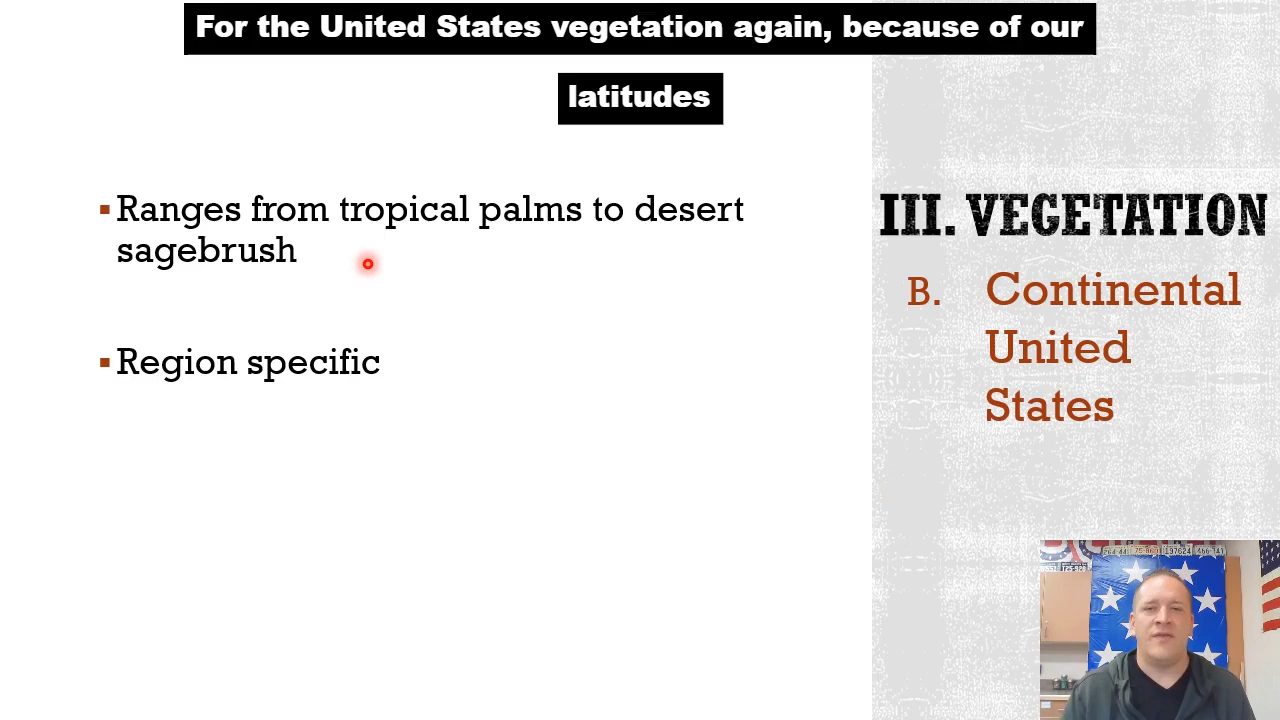 For the United States vegetation again, because of our
latitudes
▪Ranges from tropical palms to desert
sagebrush
▪Region specific
III. VEGETATION
B. Continental
United
States
197624